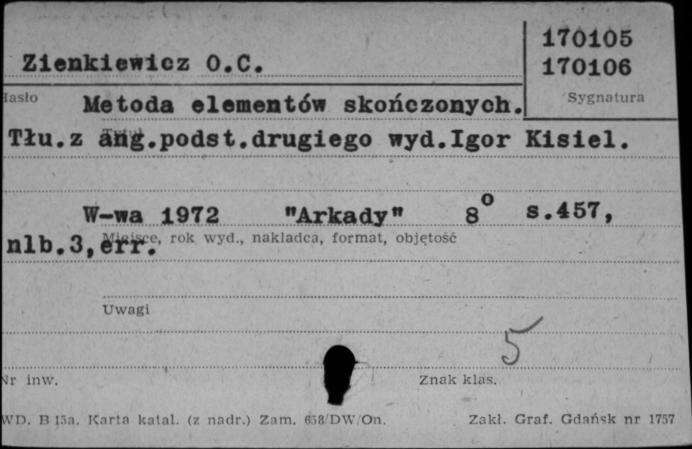 170105
Zienkiewicz O.C.
170106
Hasło
Sygnatura
Metoda elementów skończonych.
Tłu.z ang.podst.drugiego wyd.Igor Kisiel.
W-wa 1972 "Arkady" 8º s.457,
Miejsce, rok wyd., nakładca, format, objętość
nlb.3,err.
Uwagi
5
Nr inw.
Znak klas.
WD. B 15a. Karta katal. (z nadr.) Zam. 658/DW/On.
Zakł. Graf. Gdańsk nr 1757